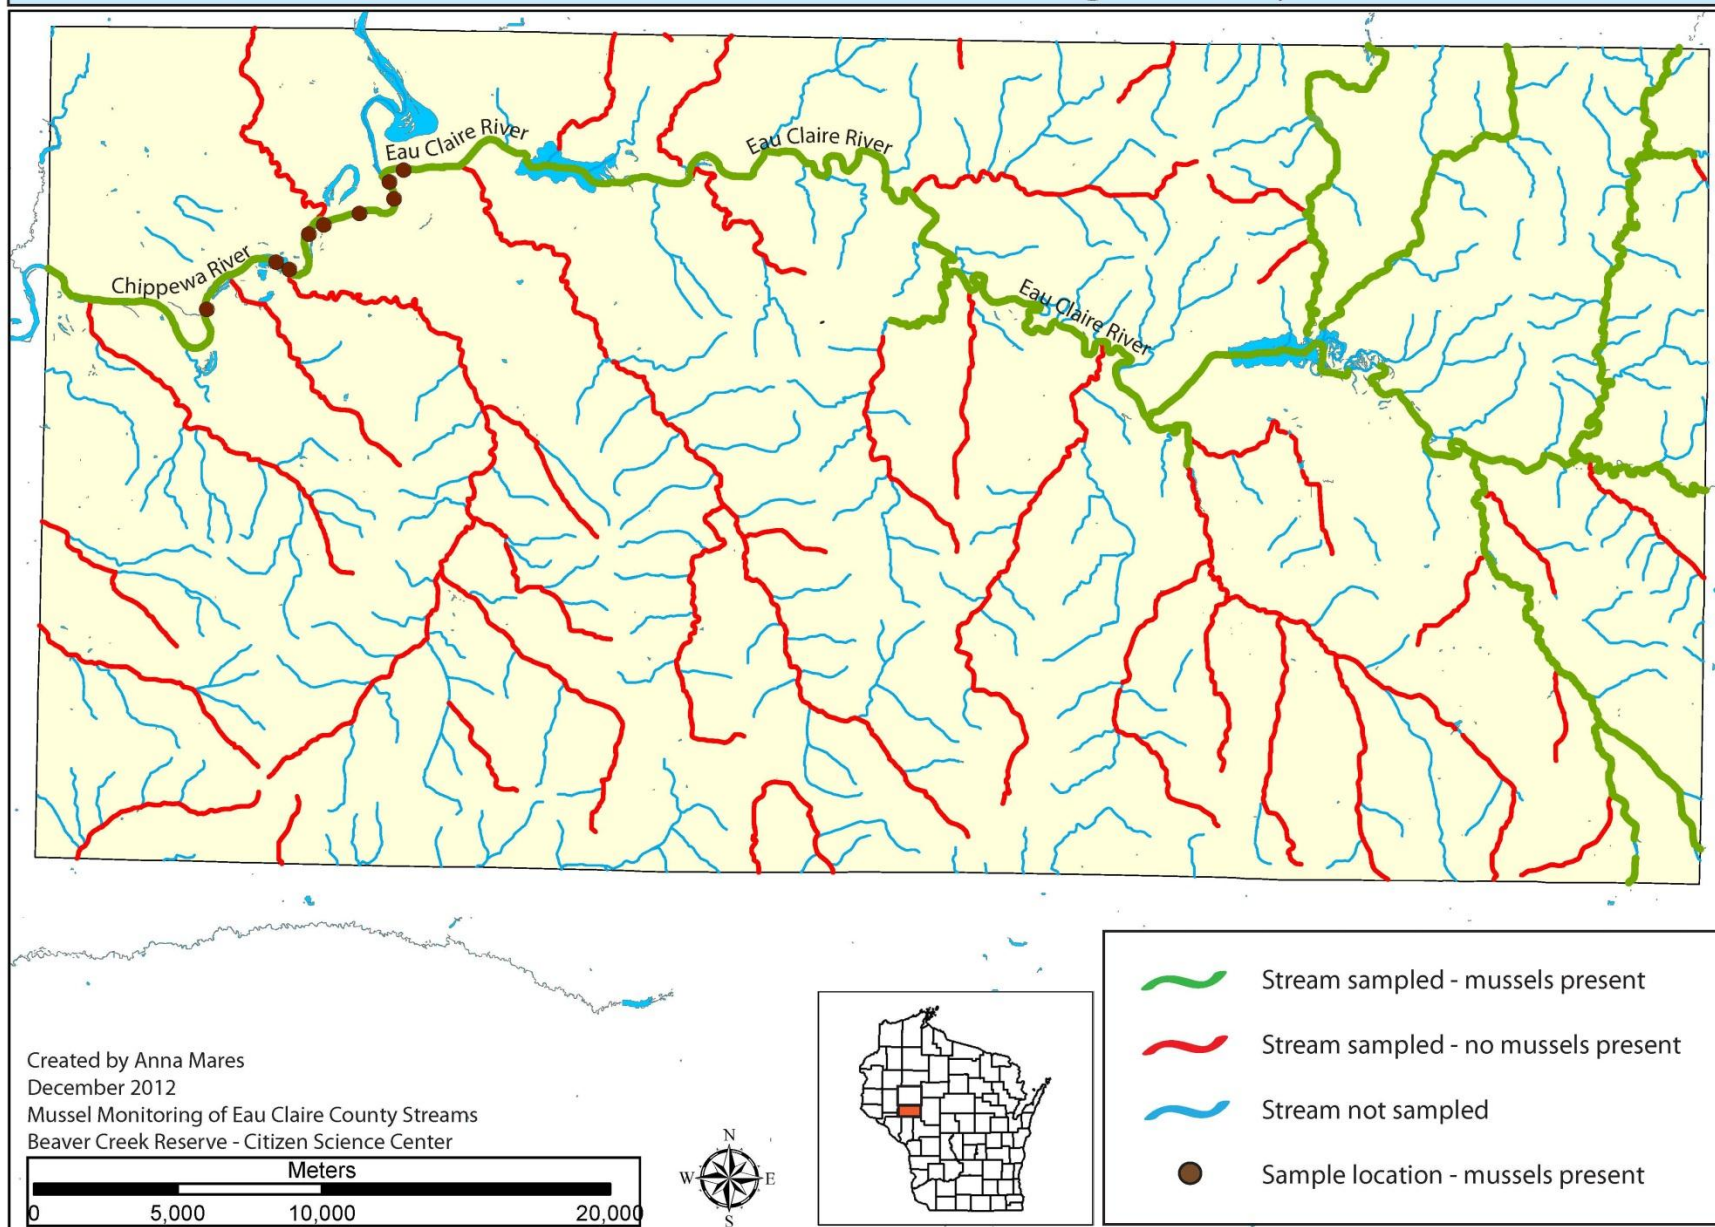 Eau Claire River
Eau Claire River
Chippewa River
Eau Claire River
Stream sampled - mussels present
Stream sampled - no mussels present
Stream not sampled
Sample location - mussels present
Created by Anna Mares
December 2012
Mussel Monitoring of Eau Claire County Streams
Beaver Creek Reserve - Citizen Science Center
Meters
0 5,000 10,000 20,000
N
W E
S